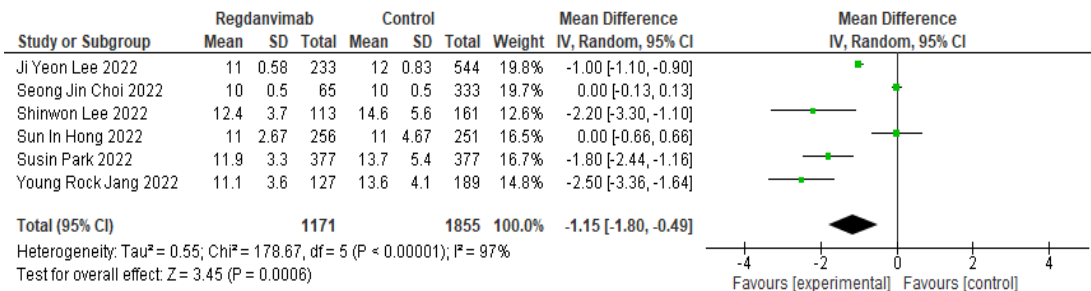 Regdanvimab Control Mean Difference Mean Difference
Study or Subgroup Mean SD Total Mean SD Total Weight IV, Random, 95% CI IV, Random, 95% CI
Ji Yeon Lee 2022 11 0.58 233 12 0.83 544 19.8% -1.00 [-1.10, -0.90]
Seong Jin Choi 2022 10 0.5 65 10 0.5 333 19.7% 0.00 [-0.13, 0.13]
Shinwon Lee 2022 12.4 3.7 113 14.6 5.6 161 12.5% -2.20 [-3.30, -1.10]
Sun In Hong 2022 11 2.67 256 11 4.67 251 16.5% 0.00 [-0.66, 0.66]
Susin Park 2022 11.9 3.3 377 13.7 5.4 377 16.7% -1.80 [-2.44, -1.16]
Young Rock Jang 2022 11.1 3.6 127 13.6 4.1 189 14.8% -2.50 [-3.36, -1.64]
Total (95% CI) 1171 1855 100.0% -1.15 [-1.80, -0.49]
Heterogeneity: Tau² = 0.55; Chi² = 178.67, df = 5 (P < 0.00001); I² = 97%
Test for overall effect: Z = 3.45 (P = 0.0006)
-4 -2 0 2 4
Favours [experimental] Favours [control]